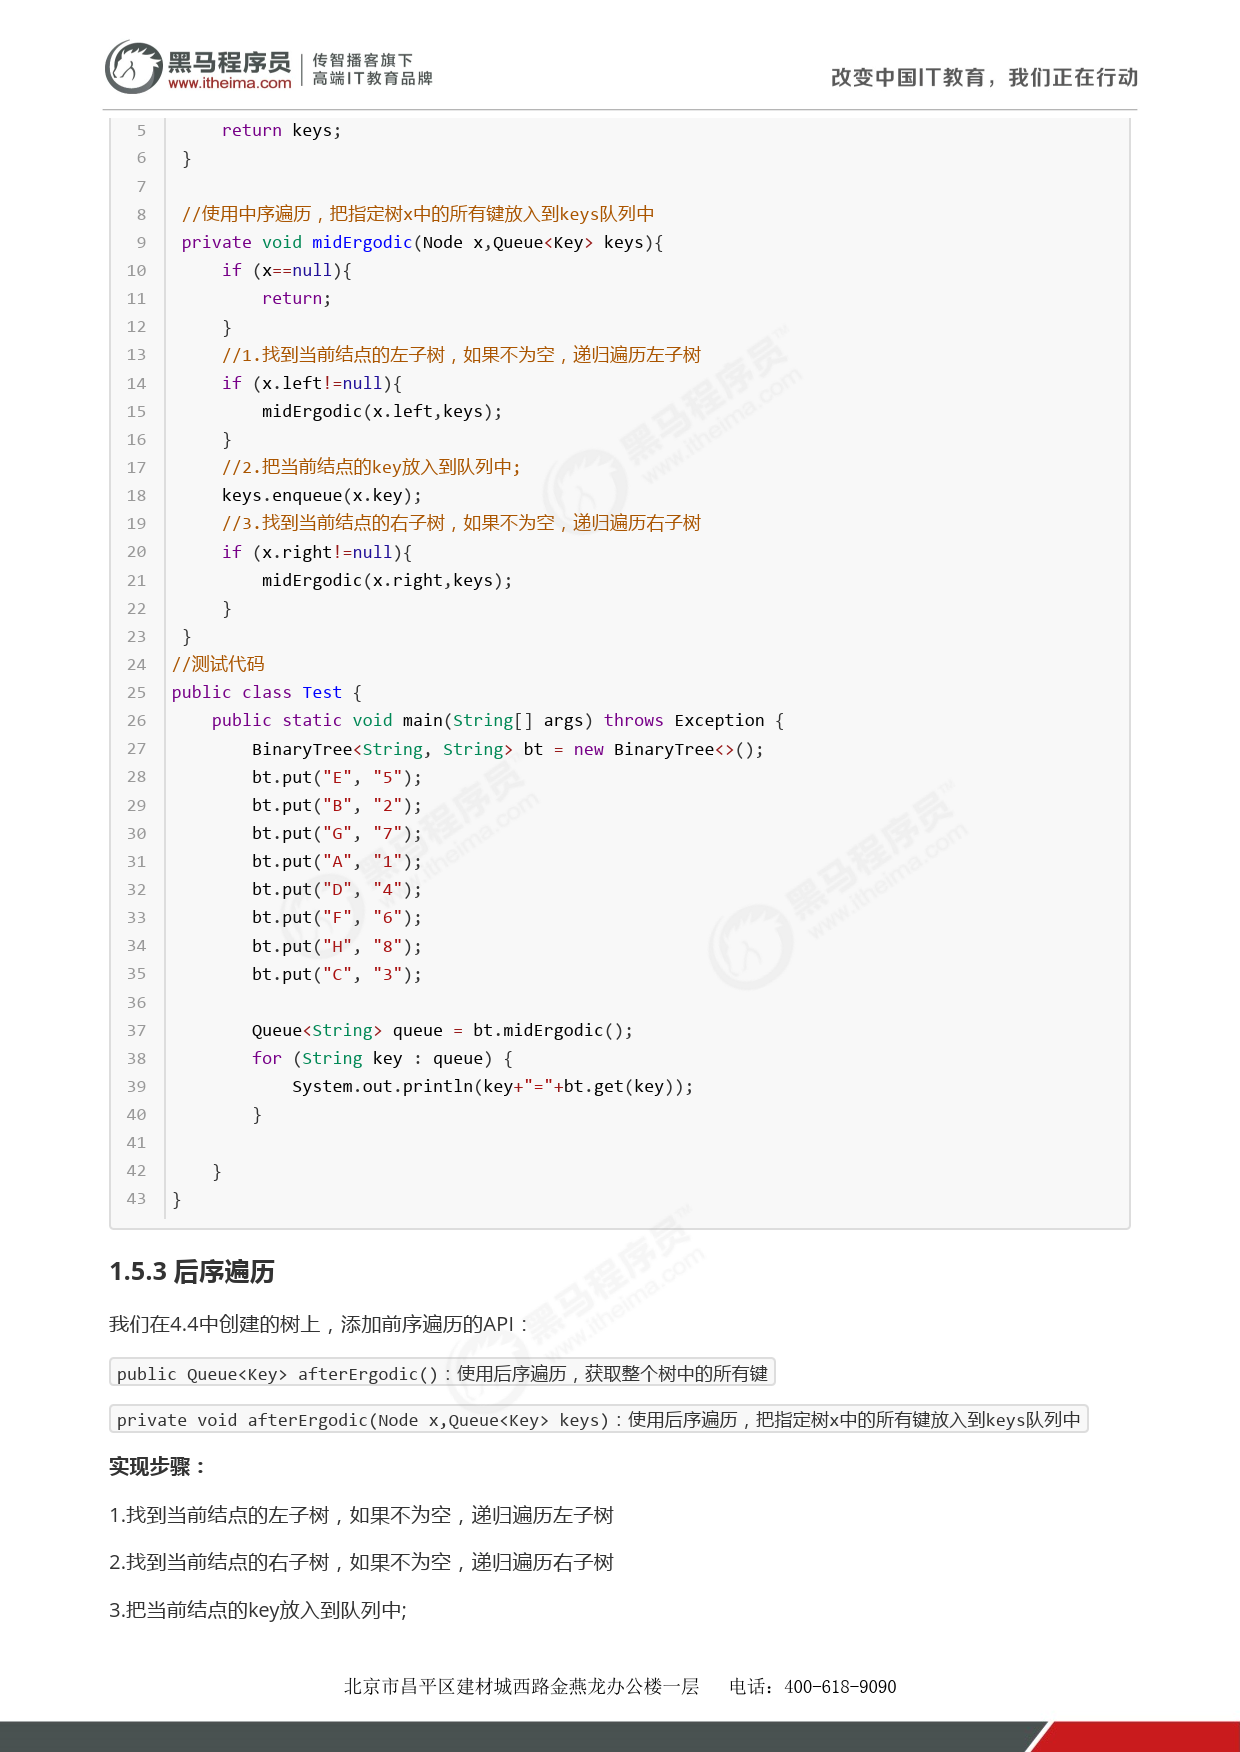 黑马程序员
www.itheima.com
传智播客旗下
高端IT教育品牌
改变中国IT教育，我们正在行动
5     return keys;
6 }
7
8 //使用中序遍历，把指定树x中的所有键放入到keys队列中
9 private void midErgodic(Node x,Queue<Key> keys){
10     if (x==null){
11         return;
12     }
13     //1.找到当前结点的左子树，如果不为空，递归遍历左子树
14     if (x.left!=null){
15         midErgodic(x.left,keys);
16     }
17     //2.把当前结点的key放入到队列中;
18     keys.enqueue(x.key);
19     //3.找到当前结点的右子树，如果不为空，递归遍历右子树
20     if (x.right!=null){
21         midErgodic(x.right,keys);
22     }
23 }
24 //测试代码
25 public class Test {
26     public static void main(String[] args) throws Exception {
27         BinaryTree<String, String> bt = new BinaryTree<>();
28         bt.put("E", "5");
29         bt.put("B", "2");
30         bt.put("G", "7");
31         bt.put("A", "1");
32         bt.put("D", "4");
33         bt.put("F", "6");
34         bt.put("H", "8");
35         bt.put("C", "3");
36
37         Queue<String> queue = bt.midErgodic();
38         for (String key : queue) {
39             System.out.println(key+"="+bt.get(key));
40         }
41
42     }
43 }
1.5.3 后序遍历
我们在4.4中创建的树上，添加前序遍历的API：
public Queue<Key> afterErgodic()：使用后序遍历，获取整个树中的所有键
private void afterErgodic(Node x,Queue<Key> keys)：使用后序遍历，把指定树x中的所有键放入到keys队列中
实现步骤：
1.找到当前结点的左子树，如果不为空，递归遍历左子树
2.找到当前结点的右子树，如果不为空，递归遍历右子树
3.把当前结点的key放入到队列中;
北京市昌平区建材城西路金燕龙办公楼一层 电话：400-618-9090